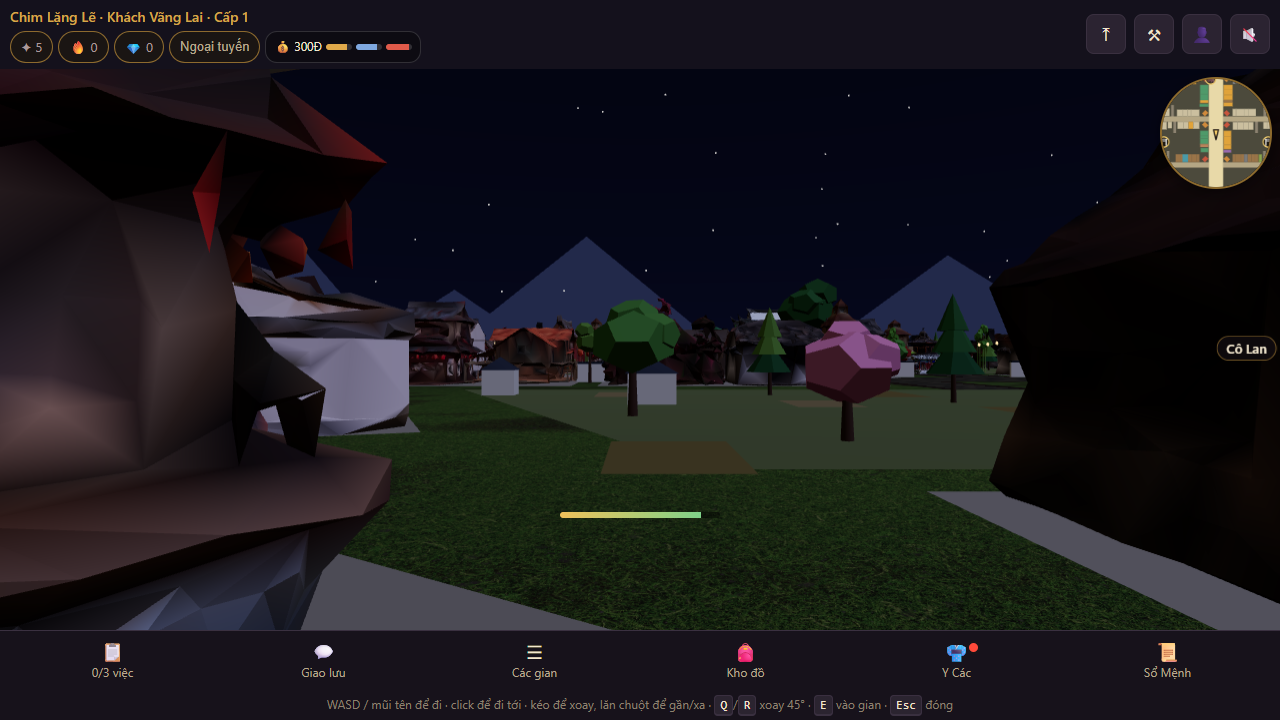 Chim Lặng Lẽ · Khách Vãng Lai · Cấp 1
5
0
0
Ngoại tuyến
300Đ
Cô Lan
0/3 việc
Giao lưu
Các gian
Kho đồ
Y Các
Sổ Mệnh
WASD / mũi tên để đi · click để đi tới · kéo để xoay, lăn chuột để gần/xa · Q / R xoay 45° · E vào gian · Esc đóng